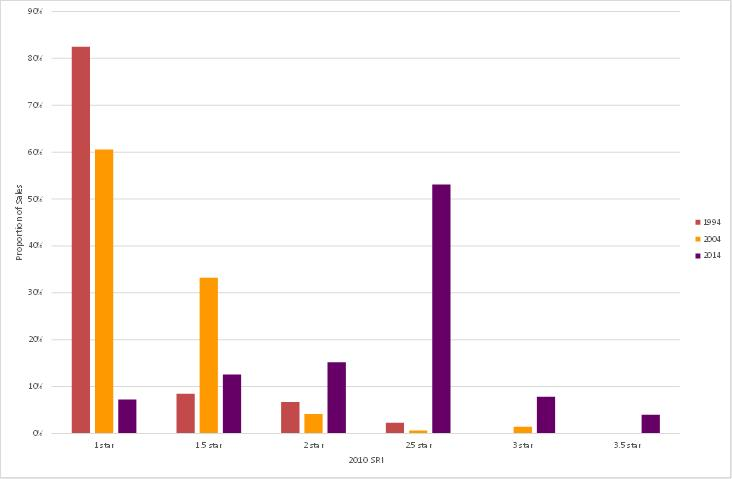 90%
80%
70%
60%
50%
40%
30%
20%
10%
0%
Proportion of Sales
1 star
1.5 star
2 star
2.5 star
3 star
3.5 star
2010 SRI
1994
2004
2014